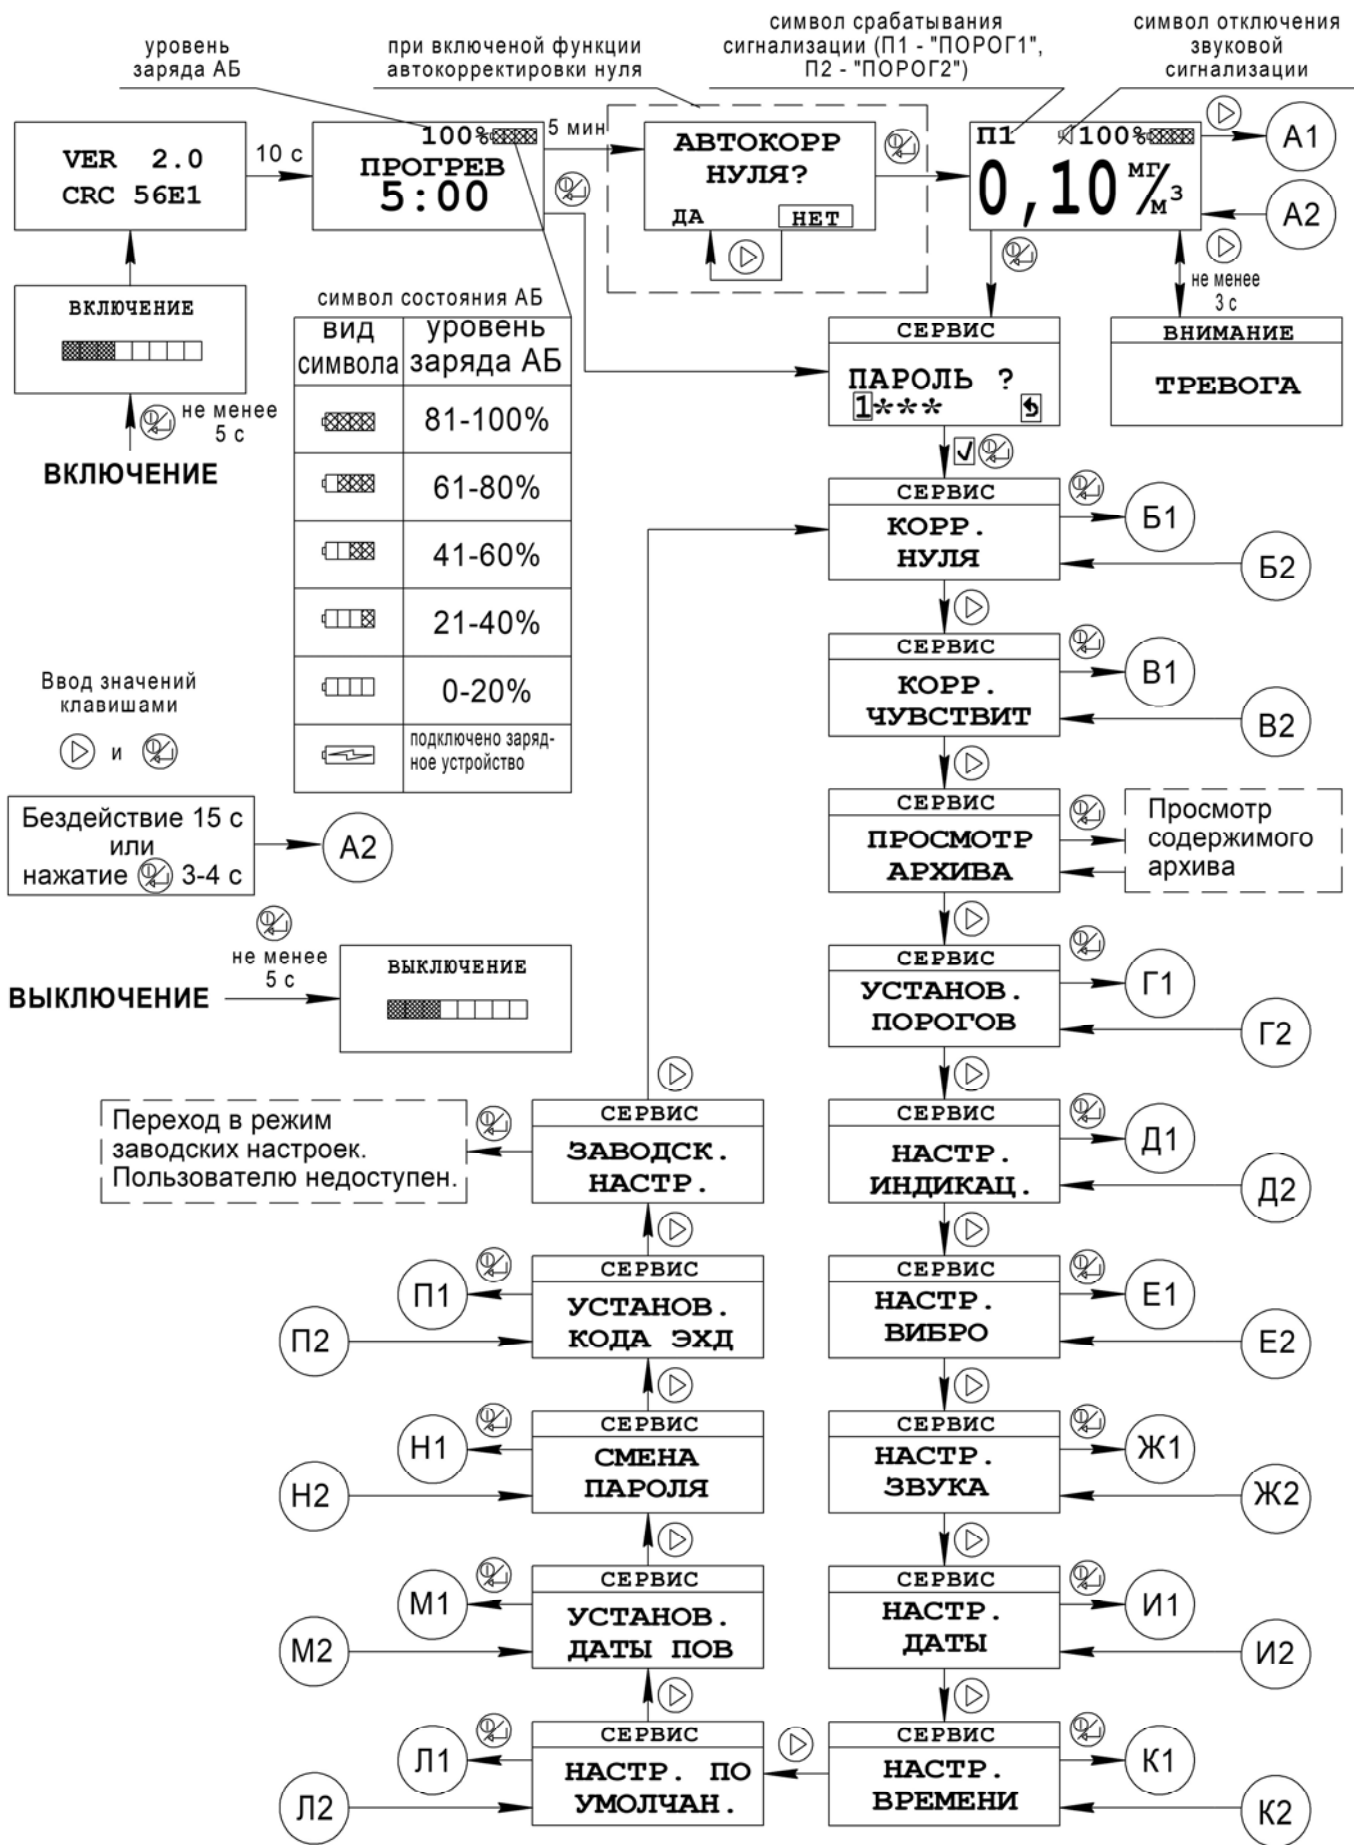 уровень
заряда АБ
при включеной функции
автокорректировки нуля
символ срабатывания
сигнализации (П1 - "ПОРОГ1",
П2 - "ПОРОГ2")
символ отключения
звуковой
сигнализации
VER 2.0
CRC 56E1
10 с
100%
ПРОГРЕВ
5:00
5 мин
АВТОКОРР
НУЛЯ?
ДА НЕТ
П1 100%
0,10 мг/м³
А1
А2
не менее
3 с
ВНИМАНИЕ
ТРЕВОГА
ВКЛЮЧЕНИЕ
не менее
5 с
ВКЛЮЧЕНИЕ
символ состояния АБ
вид
символа
уровень
заряда АБ
81-100%
61-80%
41-60%
21-40%
0-20%
подключено заряд-
ное устройство
СЕРВИС
ПАРОЛЬ ?
1***
СЕРВИС
КОРР.
НУЛЯ
Б1
Б2
СЕРВИС
КОРР.
ЧУВСТВИТ
В1
В2
СЕРВИС
ПРОСМОТР
АРХИВА
Просмотр
содержимого
архива
Ввод значений
клавишами
и
Бездействие 15 с
или
нажатие 3-4 с
А2
не менее
5 с
ВЫКЛЮЧЕНИЕ
ВЫКЛЮЧЕНИЕ
СЕРВИС
УСТАНОВ.
ПОРОГОВ
Г1
Г2
СЕРВИС
НАСТР.
ИНДИКАЦ.
Д1
Д2
СЕРВИС
НАСТР.
ВИБРО
Е1
Е2
СЕРВИС
НАСТР.
ЗВУКА
Ж1
Ж2
СЕРВИС
НАСТР.
ДАТЫ
И1
И2
СЕРВИС
НАСТР.
ВРЕМЕНИ
К1
К2
СЕРВИС
НАСТР. ПО
УМОЛЧАН.
Л1
Л2
СЕРВИС
УСТАНОВ.
ДАТЫ ПОВ
М1
М2
СЕРВИС
СМЕНА
ПАРОЛЯ
Н1
Н2
СЕРВИС
УСТАНОВ.
КОДА ЭХД
П1
П2
СЕРВИС
ЗАВОДСК.
НАСТР.
Переход в режим
заводских настроек.
Пользователю недоступен.